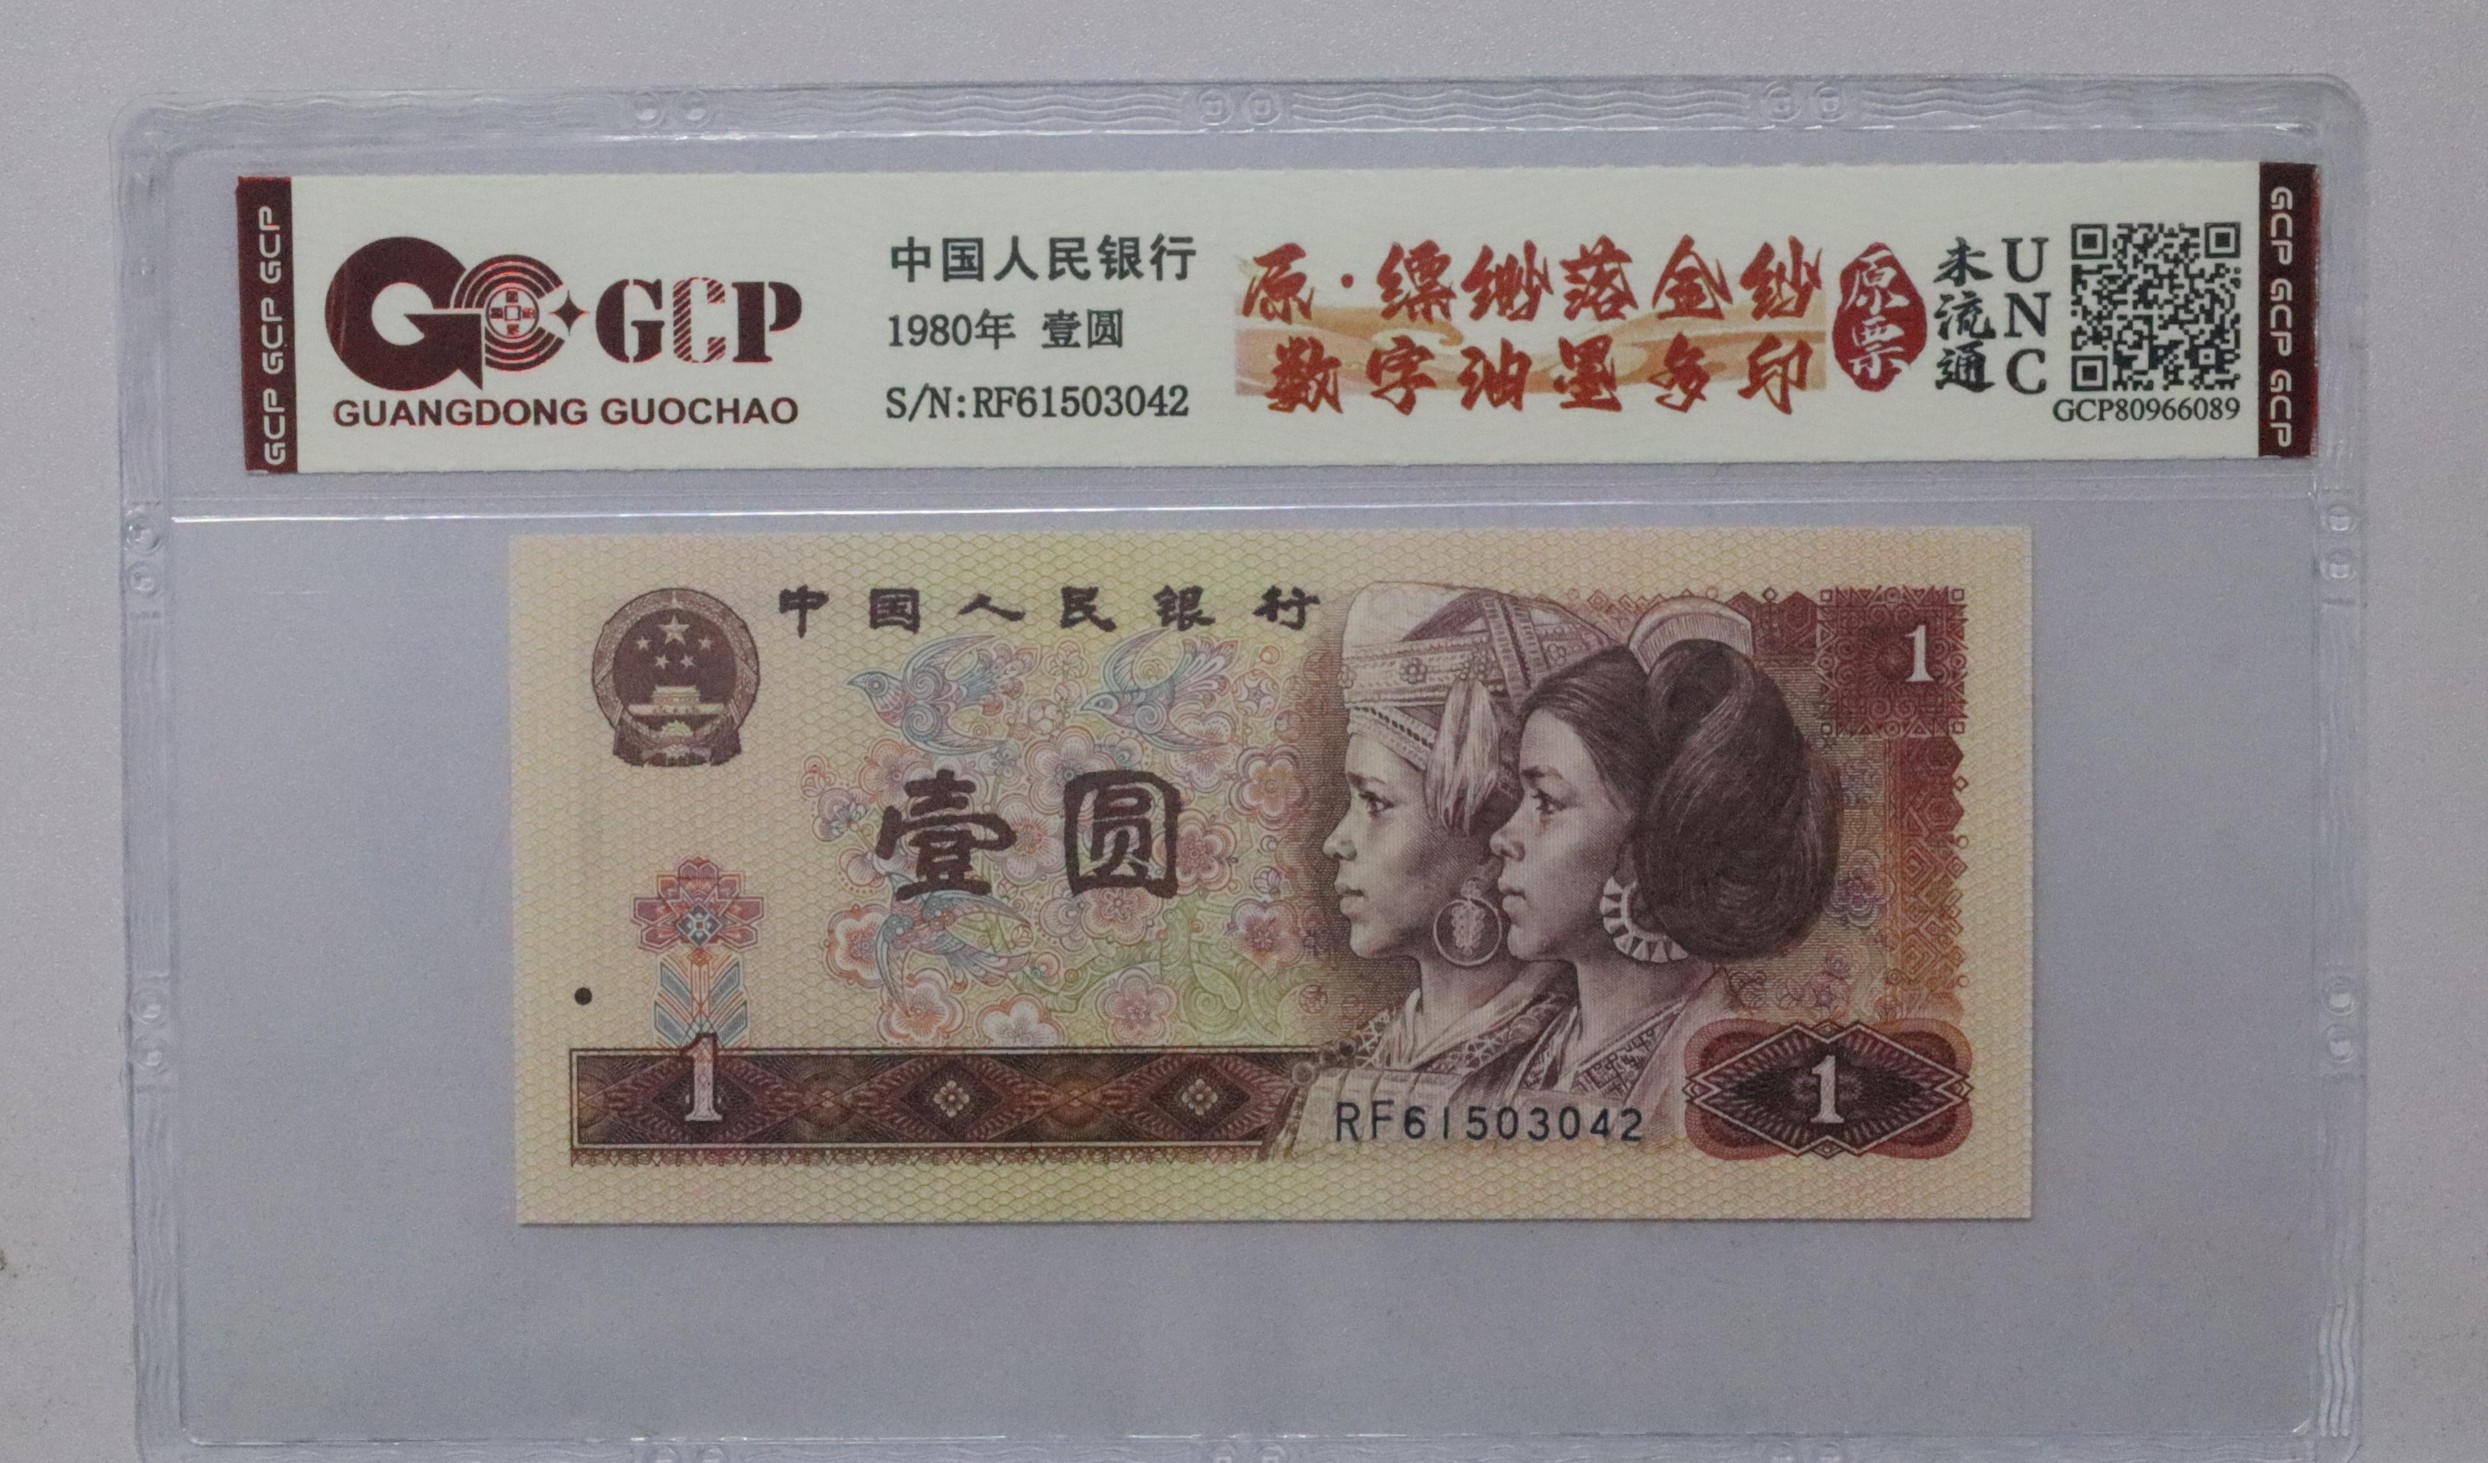 GCP GCP GCP
GCP
GUANGDONG GUOCHAO
中国人民银行
1980年 壹圆
S/N:RF61503042
原·缥缈落金纱
数字油墨多印
原票
未流通
UNC
GCP80966089
GCP GCP GCP
中国人民银行
壹圆
1
1
1
RF61503042